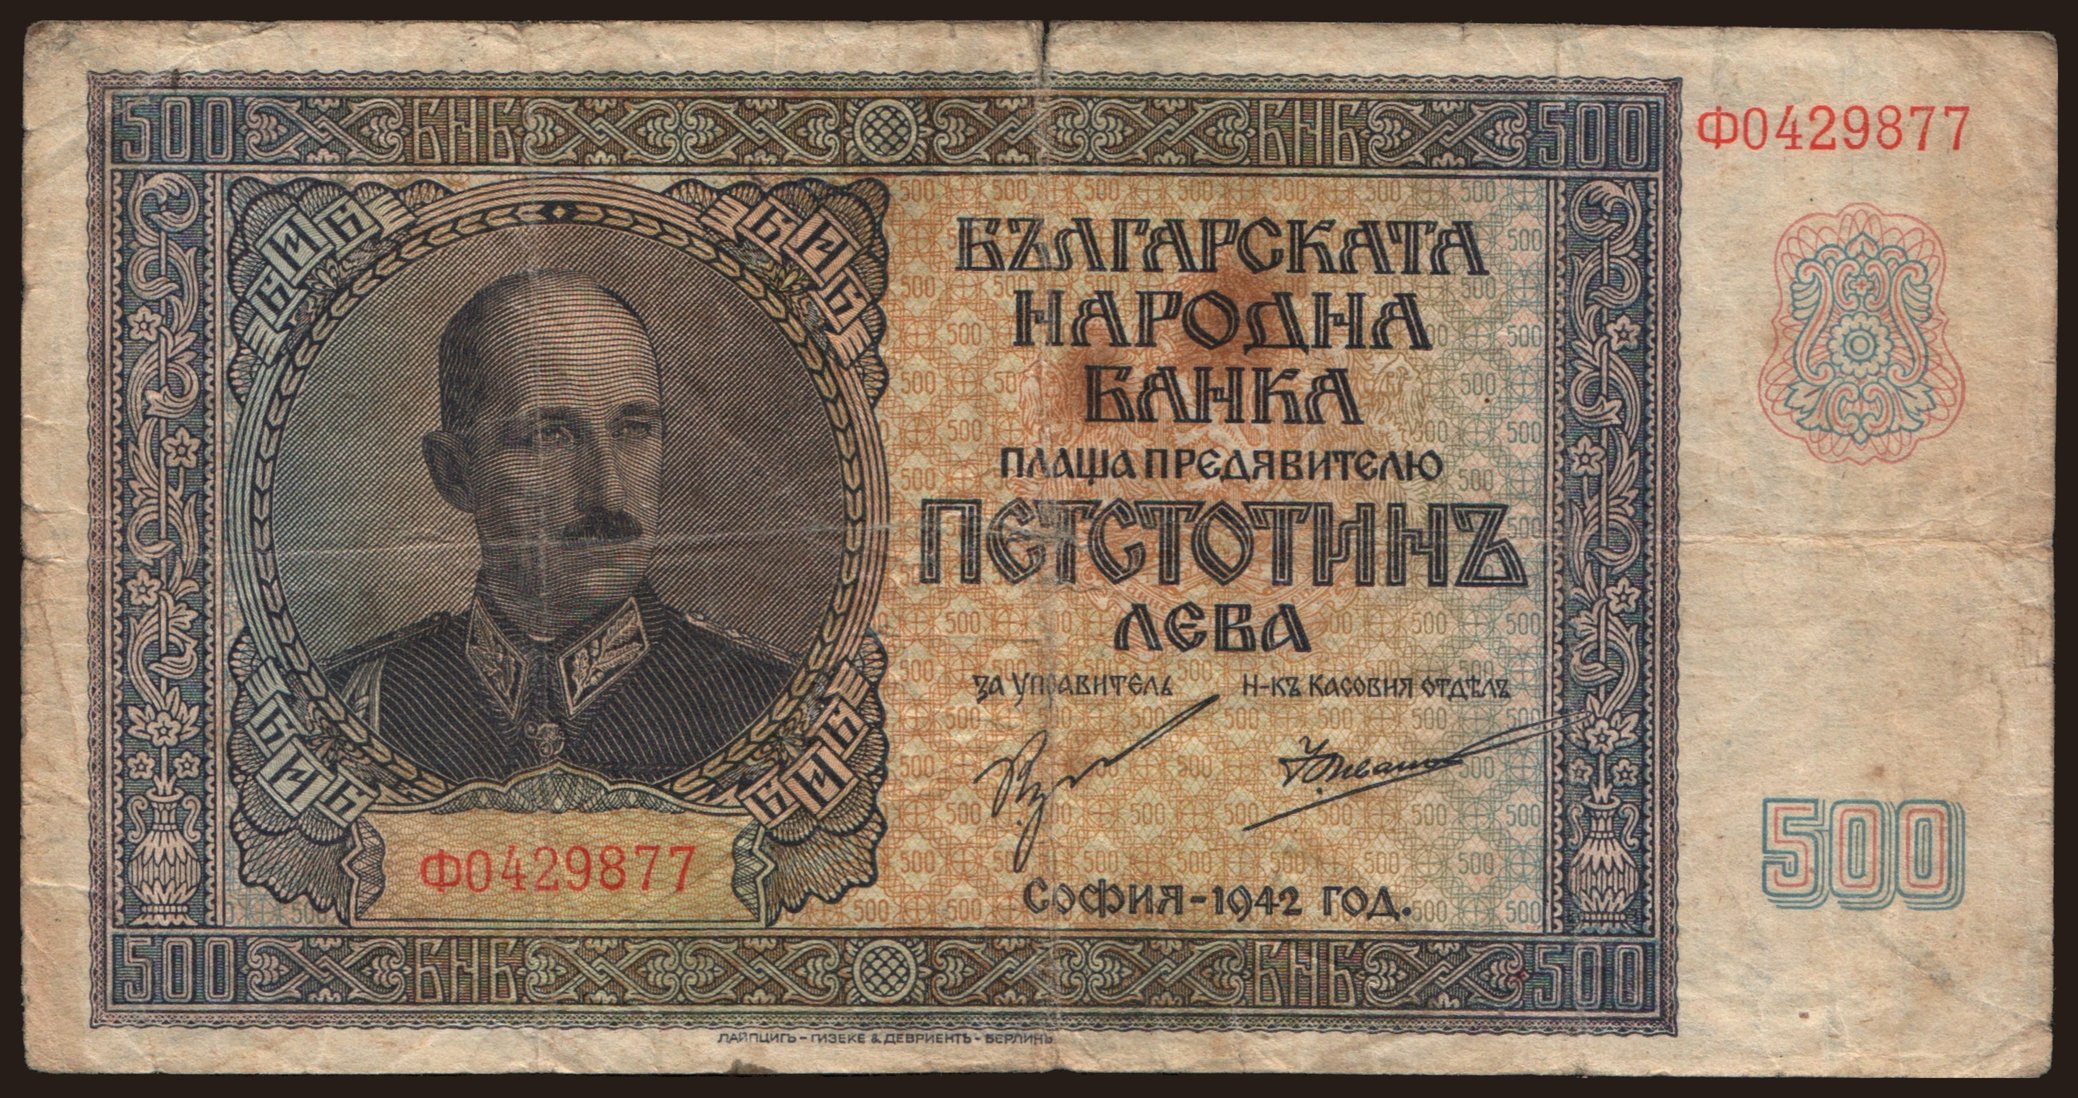 500 БНБ БНБ 500
Ф0429877
БЪЛГАРСКАТА
НАРОДНА
БАНКА
ПЛАЩА ПРЕДЯВИТЕЛЮ
ПЕТСТОТИНЪ
ЛЕВА
ЗА УПРАВИТЕЛЬ Н-КЪ КАСОВИЯ ОТДѢЛЪ
Ф0429877
СОФИЯ-1942 ГОД.
500
500 БНБ БНБ 500
ЛАЙПЦИГЪ - ГИЗЕКЕ & ДЕВРИЕНТЪ - БЕРЛИНЪ